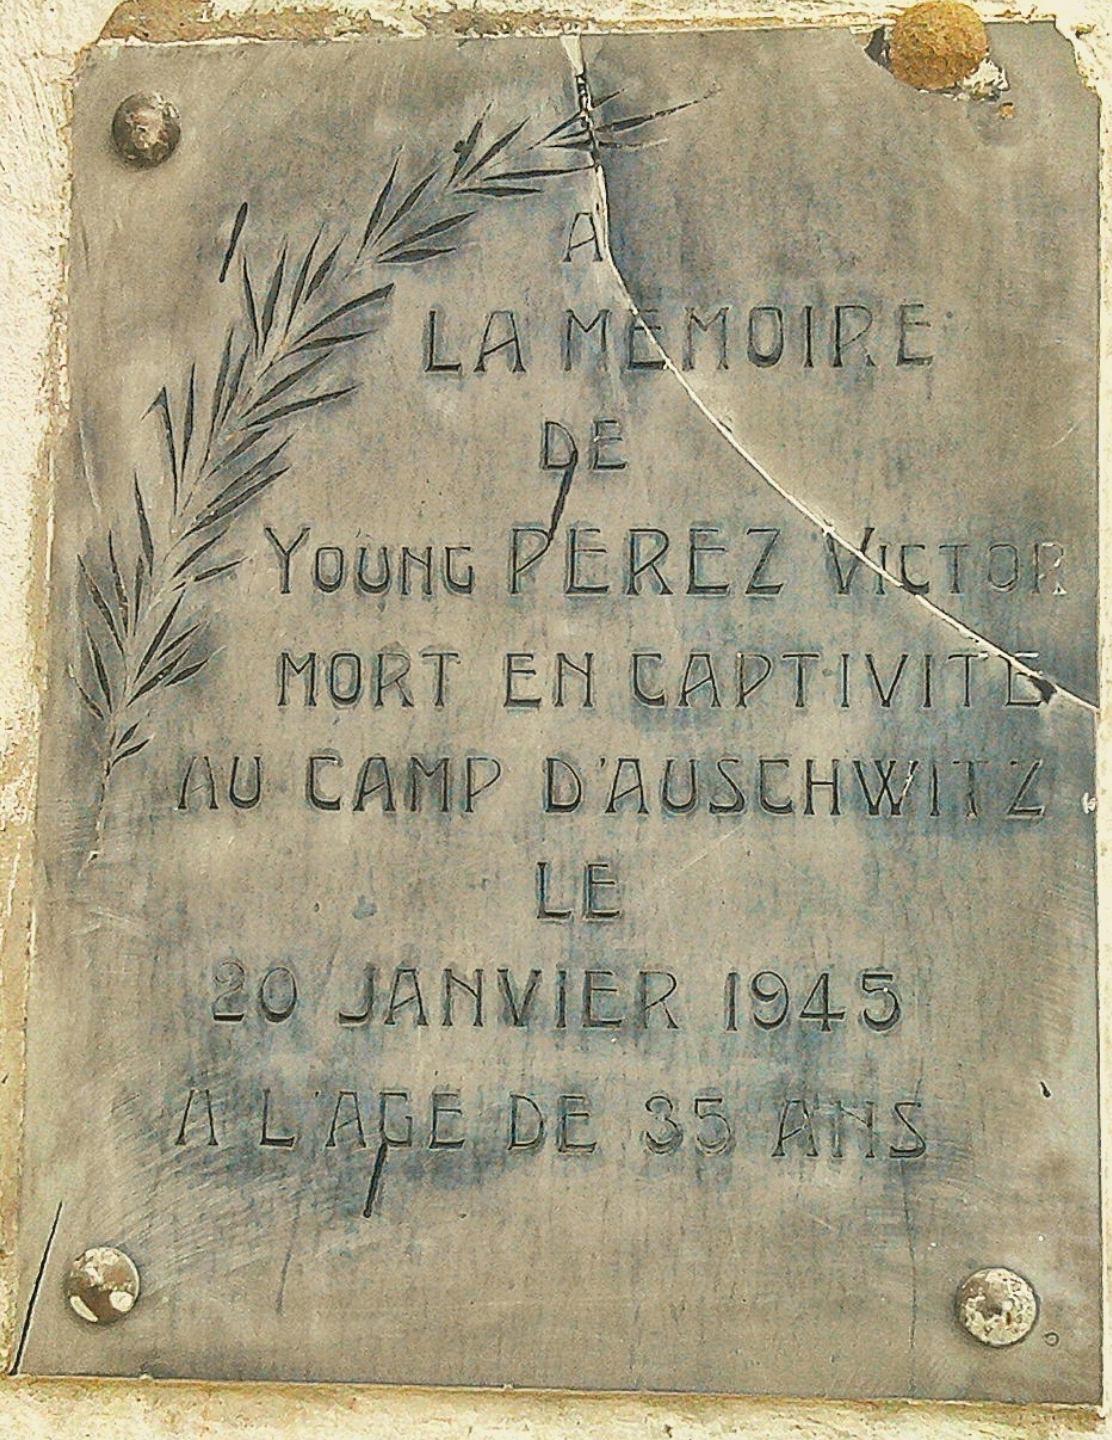 A
LA MEMOIRE
DE
YOUNG PEREZ VICTOR
MORT EN CAPTIVITE
AU CAMP D'AUSCHWITZ
LE
20 JANVIER 1945
A L'AGE DE 35 ANS